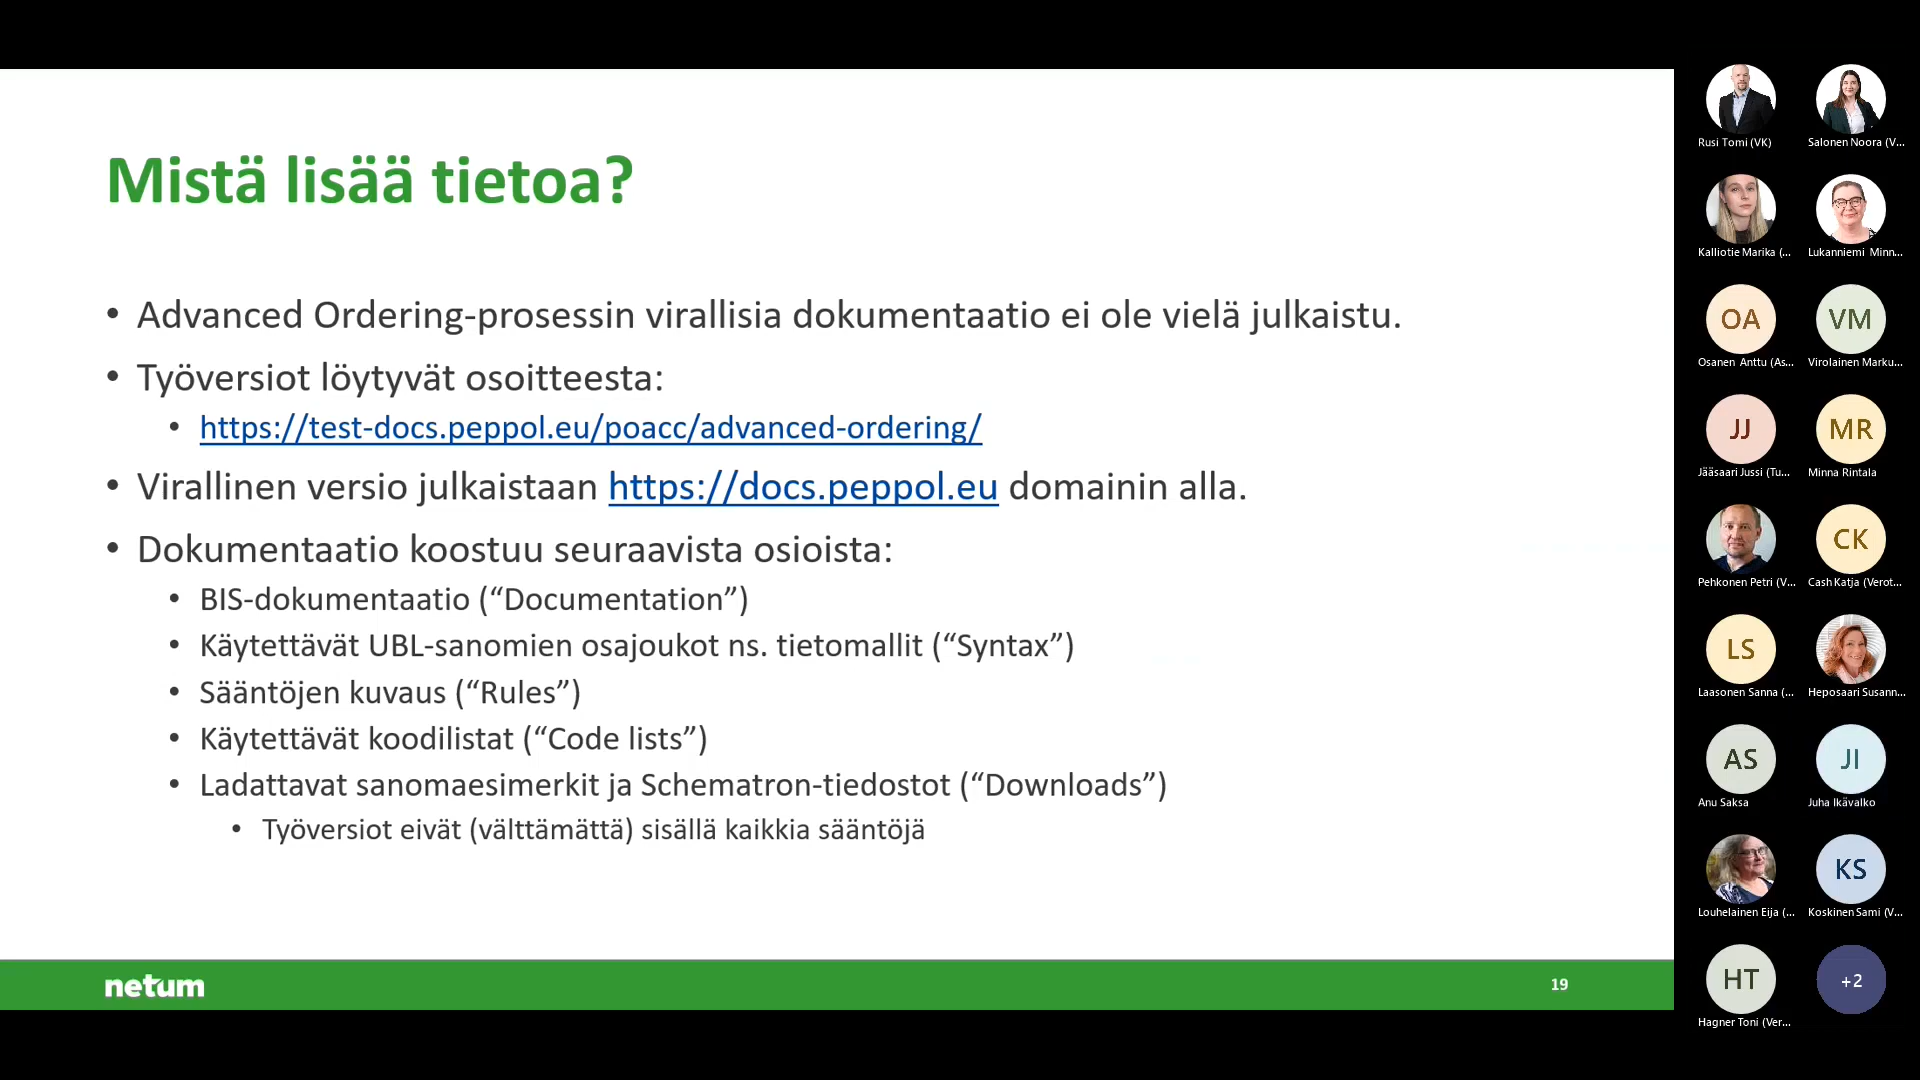 Mistä lisää tietoa?
• Advanced Ordering-prosessin virallisia dokumentaatio ei ole vielä julkaistu.
• Työversiot löytyvät osoitteesta:
• https://test-docs.peppol.eu/poacc/advanced-ordering/
• Virallinen versio julkaistaan https://docs.peppol.eu domainin alla.
• Dokumentaatio koostuu seuraavista osioista:
• BIS-dokumentaatio (“Documentation”)
• Käytettävät UBL-sanomien osajoukot ns. tietomallit (“Syntax”)
• Sääntöjen kuvaus (“Rules”)
• Käytettävät koodilistat (“Code lists”)
• Ladattavat sanomaesimerkit ja Schematron-tiedostot (“Downloads”)
• Työversiot eivät (välttämättä) sisällä kaikkia sääntöjä
netum
19
Rusi Tomi (VK)
Salonen Noora (V...
Kalliotie Marika (...
Lukanniemi Minn...
OA
VM
Osanen Anttu (As...
Virolainen Marku...
JJ
MR
Jääsaari Jussi (Tu...
Minna Rintala
CK
Pehkonen Petri (V...
Cash Katja (Verot...
LS
Laasonen Sanna (...
Heposaari Susann...
AS
JI
Anu Saksa
Juha Ikävalko
KS
Louhelainen Eija (...
Koskinen Sami (V...
HT
+2
Hagner Toni (Ver...